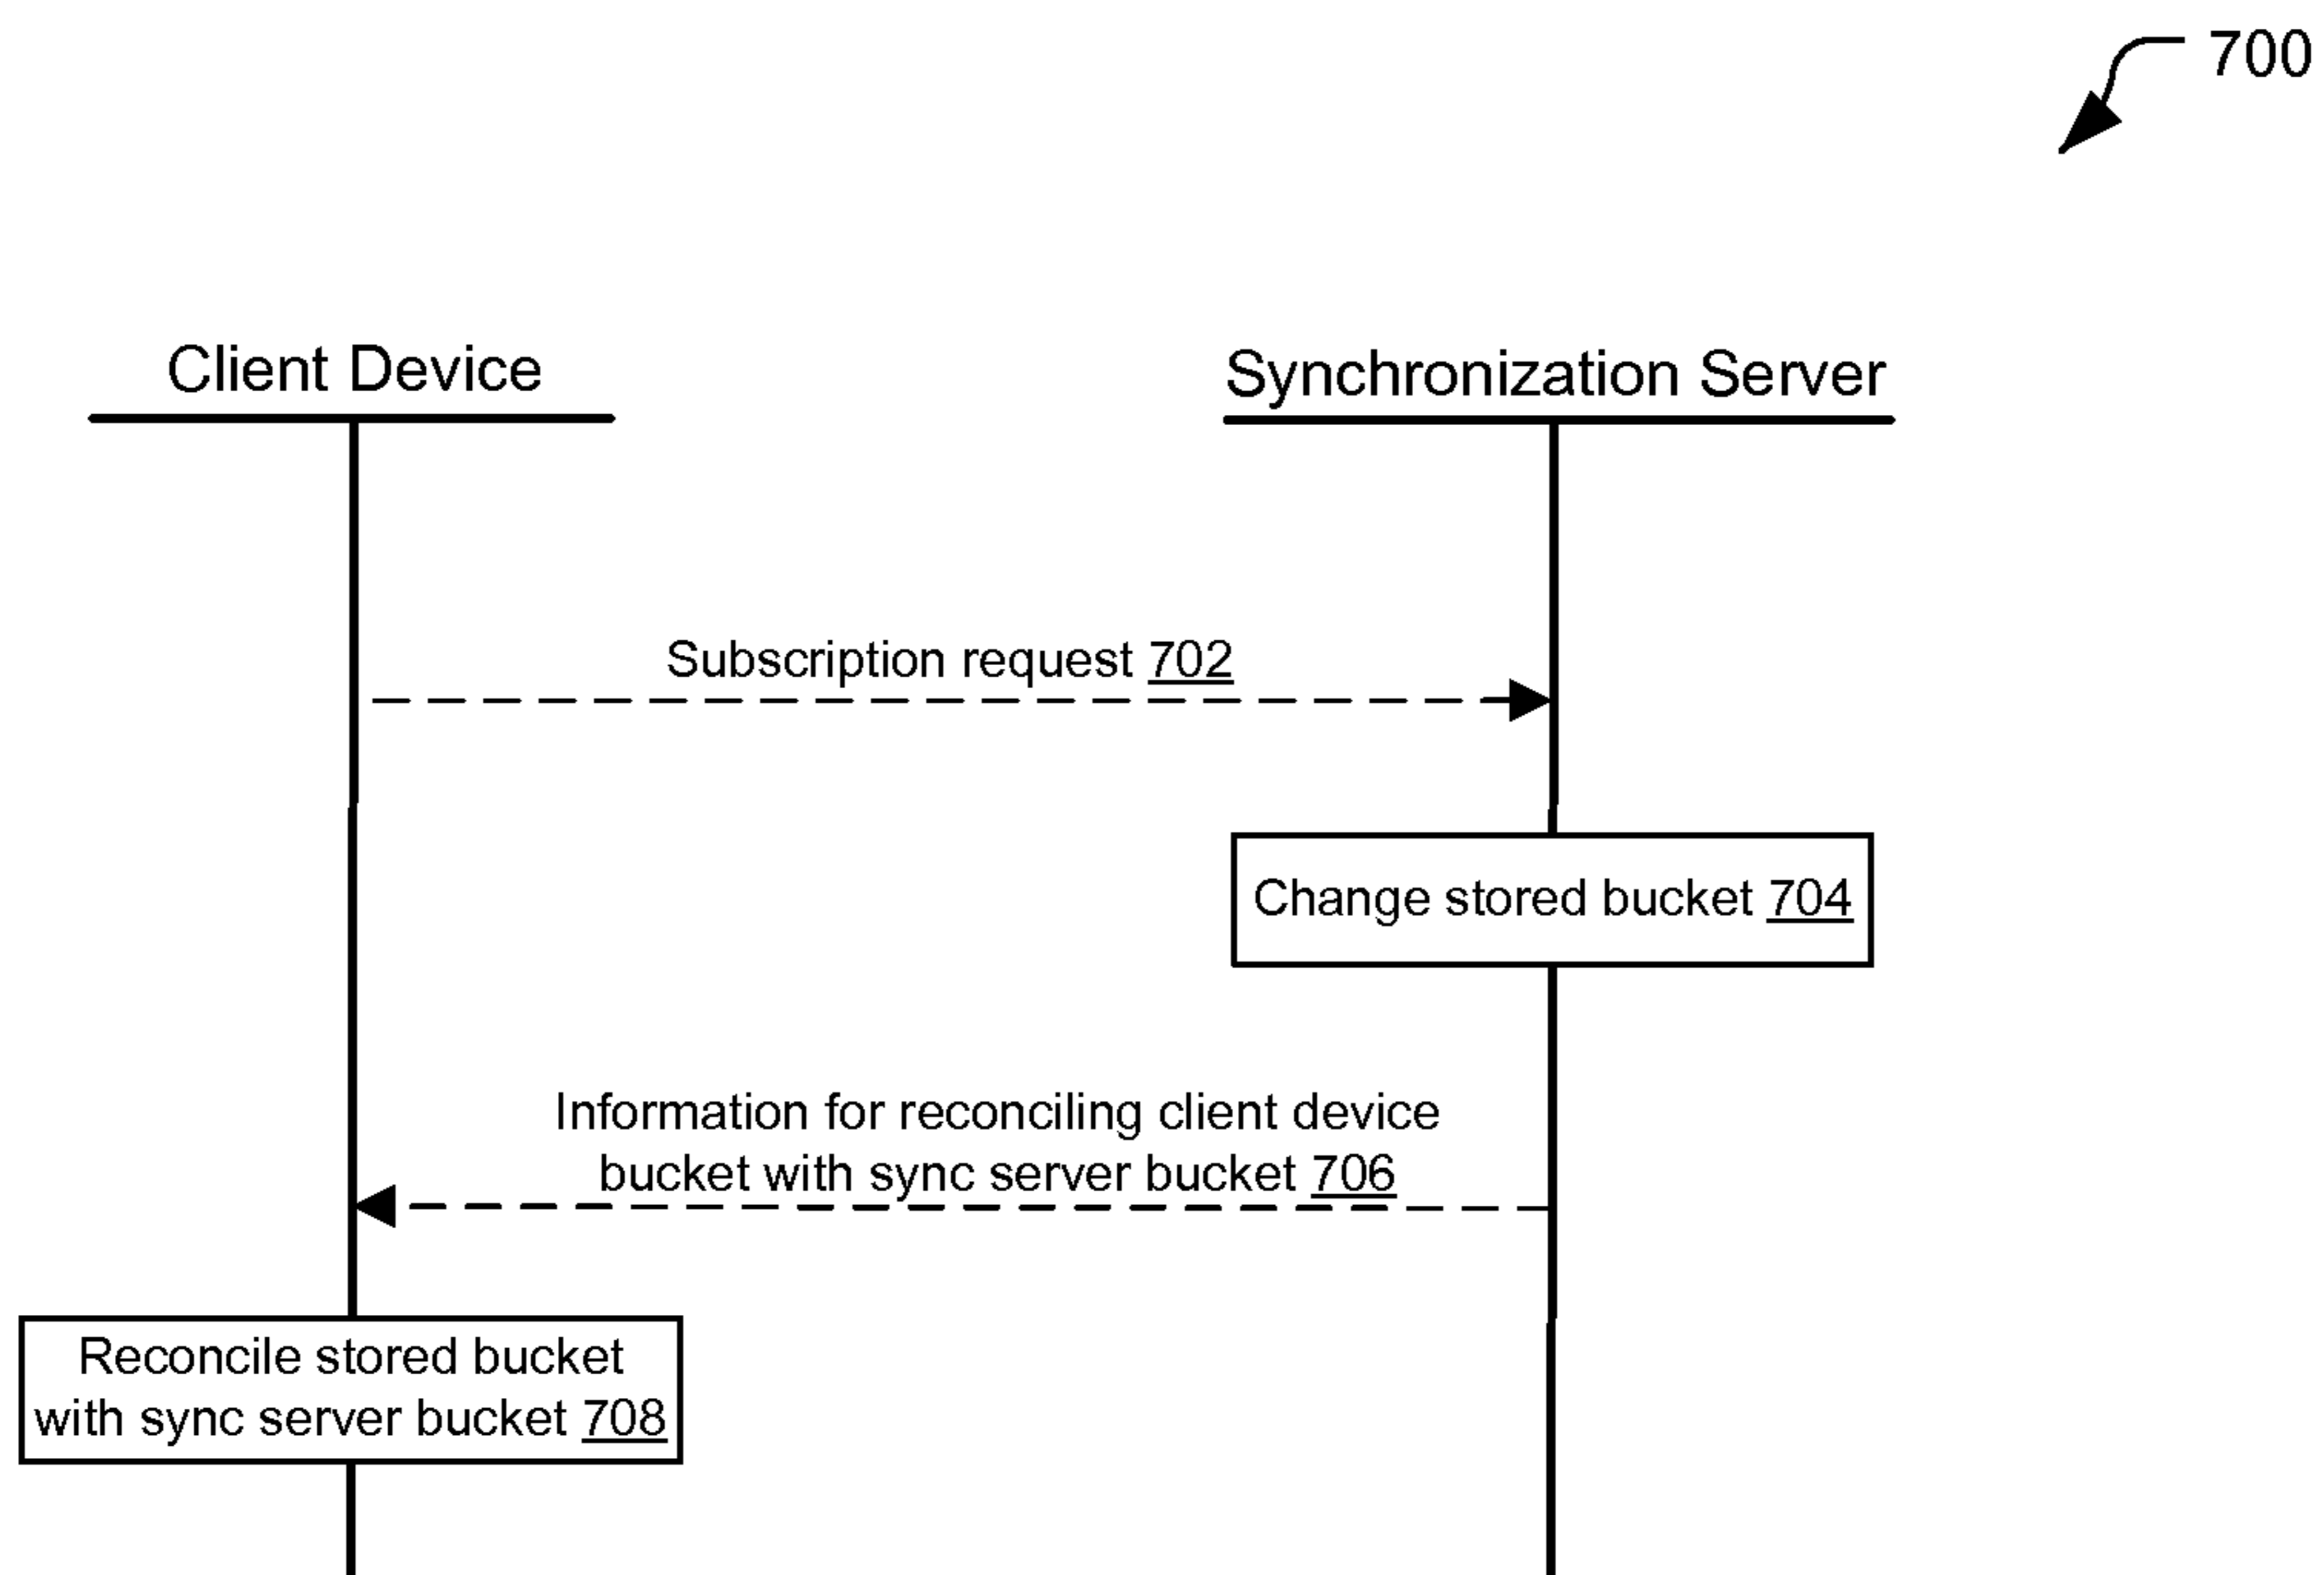 700
Client Device
Synchronization Server
Subscription request 702
Change stored bucket 704
Information for reconciling client device
bucket with sync server bucket 706
Reconcile stored bucket
with sync server bucket 708